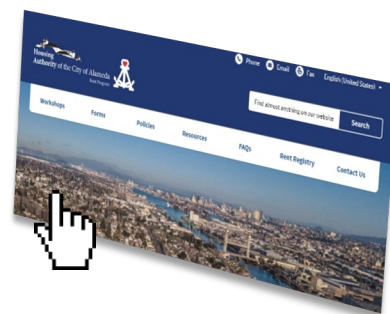 Phone Email Fax English (United States)
Housing
Authority of the City of Alameda
Rent Program
Find almost anything on our website Search
Workshops Forms Policies Resources FAQs Rent Registry Contact Us